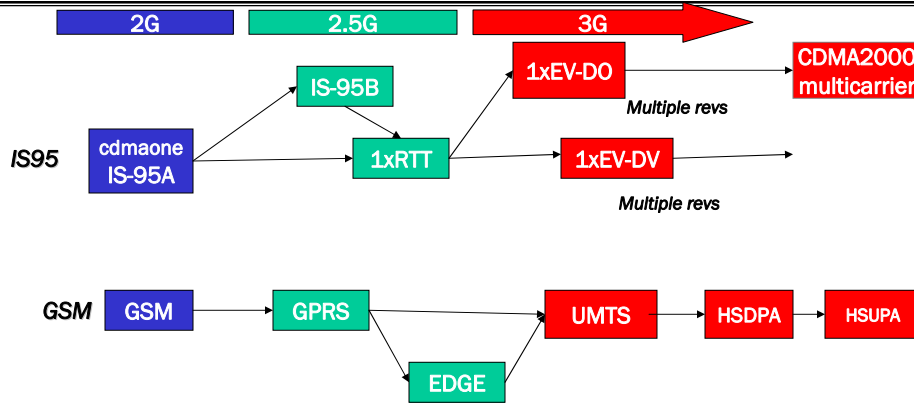 2G
2.5G
3G
IS-95B
1xEV-DO
CDMA2000
multicarrier
Multiple revs
IS95
cdmaone
IS-95A
1xRTT
1xEV-DV
Multiple revs
GSM
GSM
GPRS
UMTS
HSDPA
HSUPA
EDGE